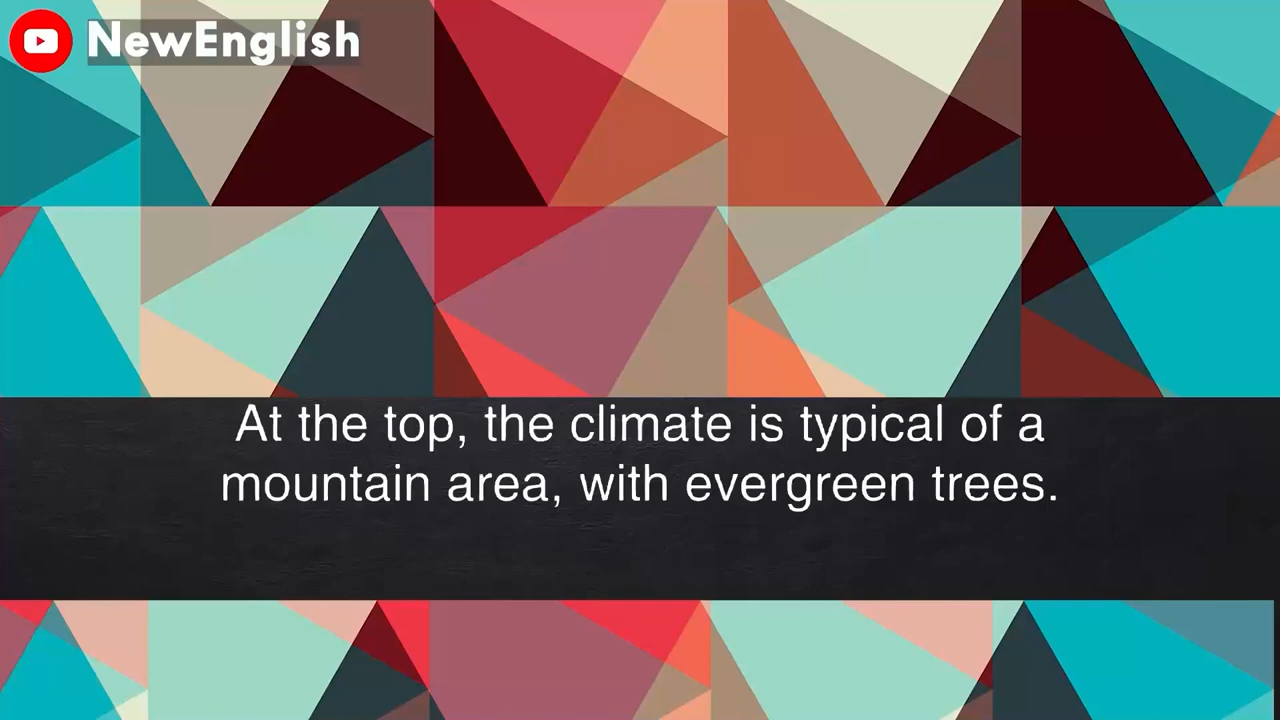 NewEnglish
At the top, the climate is typical of a
mountain area, with evergreen trees.